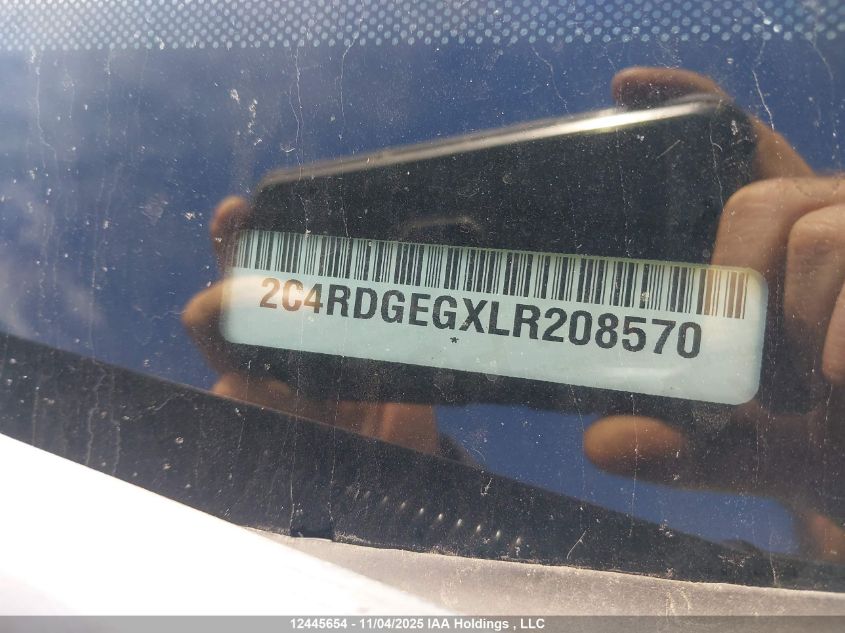 2C4RDGEGXLR208570
*
12445654 - 11/04/2025 IAA Holdings , LLC